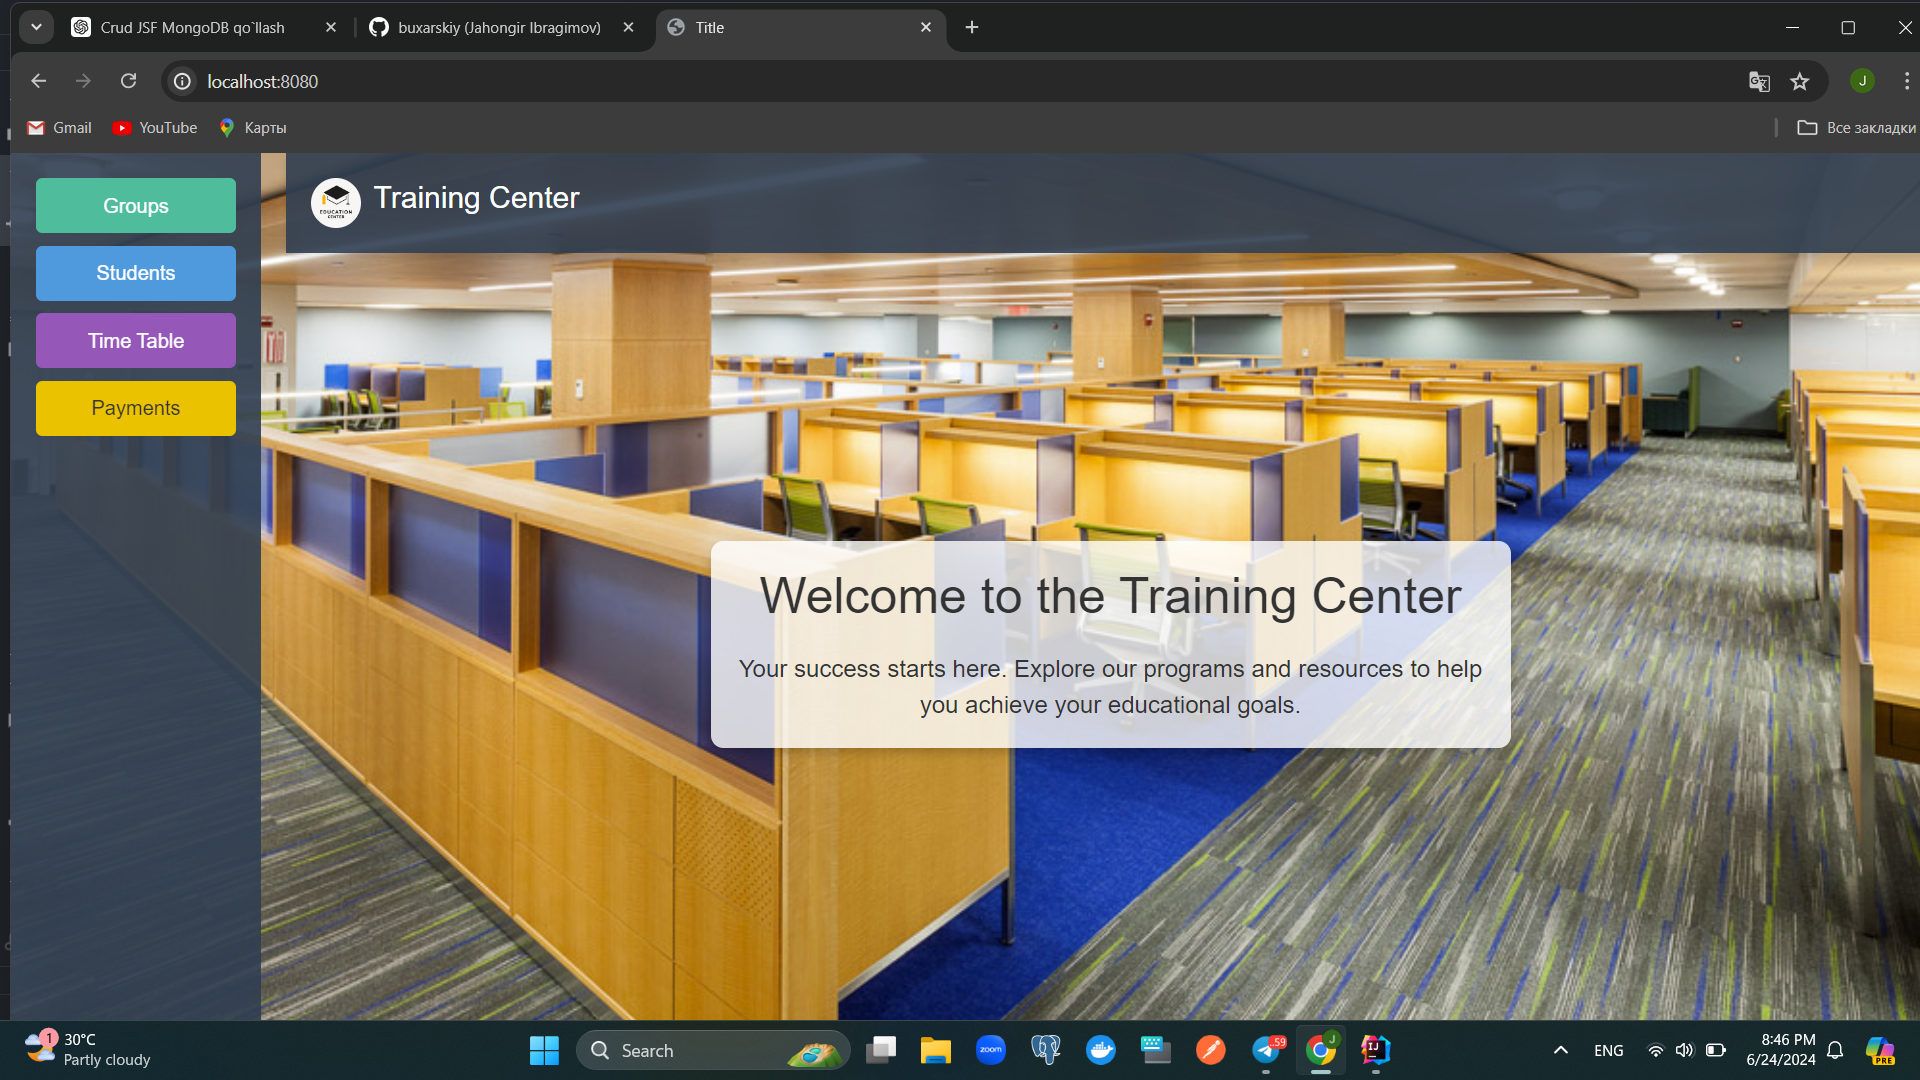 Crud JSF MongoDB qo`llash
buxarskiy (Jahongir Ibragimov)
Title
localhost:8080
J
Gmail
YouTube
Карты
Все закладки
Groups
Students
Time Table
Payments
EDUCATION
CENTER
Training Center
Welcome to the Training Center
Your success starts here. Explore our programs and resources to help
you achieve your educational goals.
1
30°C
Partly cloudy
Search
zoom
59
J
IJ
ENG
8:46 PM
6/24/2024
PRE